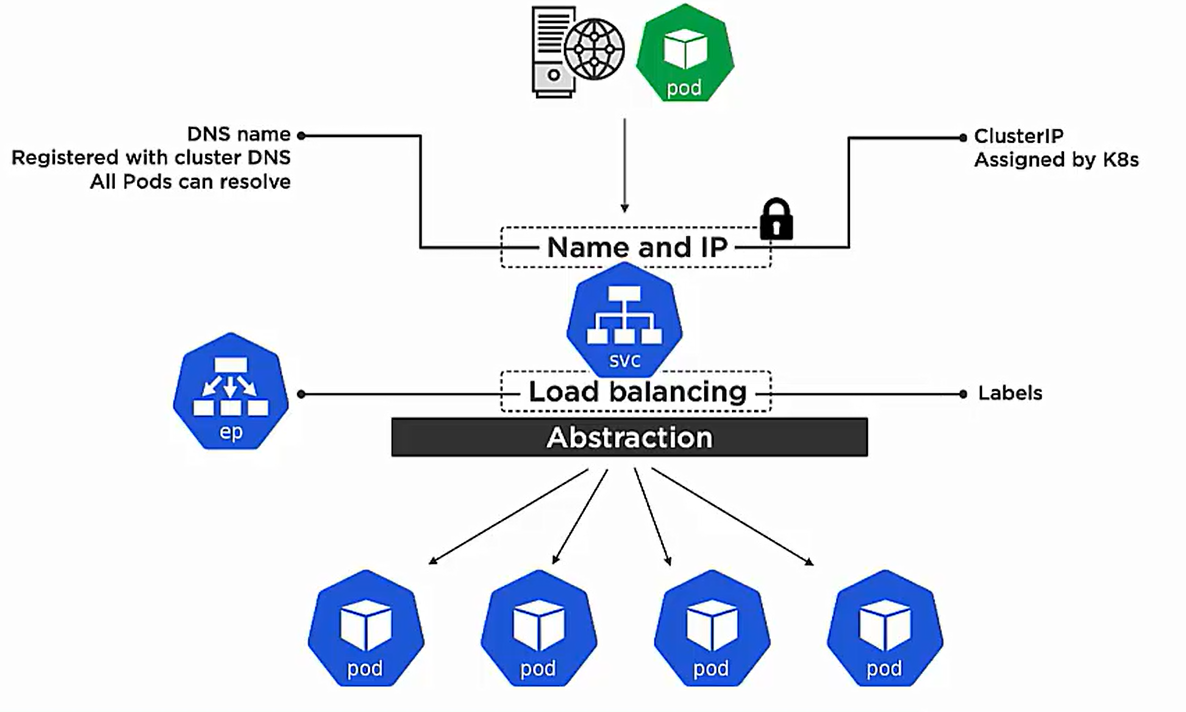 pod
DNS name
Registered with cluster DNS
All Pods can resolve
ClusterIP
Assigned by K8s
Name and IP
svc
ep
Load balancing
Labels
Abstraction
pod
pod
pod
pod